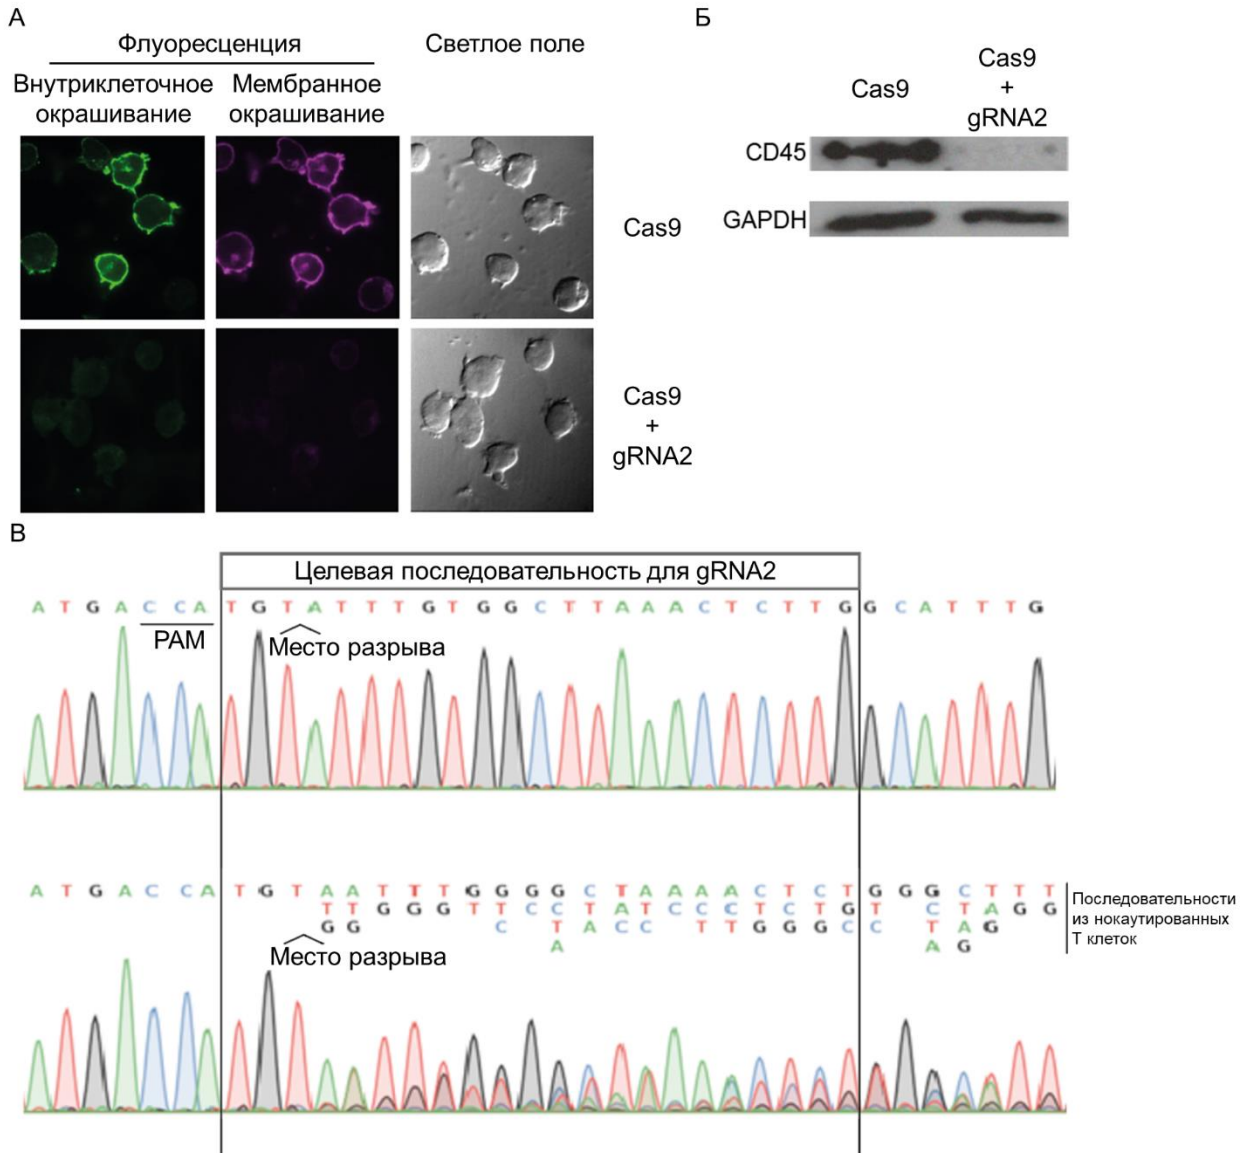 А
Флуоресценция
Светлое поле
Внутриклеточное окрашивание
Мембранное окрашивание
Cas9
Cas9
+
gRNA2
Б
Cas9
Cas9
+
gRNA2
CD45
GAPDH
В
Целевая последовательность для gRNA2
A T G A C C A T G T A T T T G T G G C T T A A A C T C T T G G C A T T T G
PAM
Место разрыва
A T G A C C A T G T A A T T T G G G G C T A A A A C T C T G G G C T T T
T T G G G T T C C T A T C C C T C T G T C T A G G
G G C T A C C T T G G G C C T A G
A A G
Место разрыва
Последовательности
из нокаутированных
Т клеток